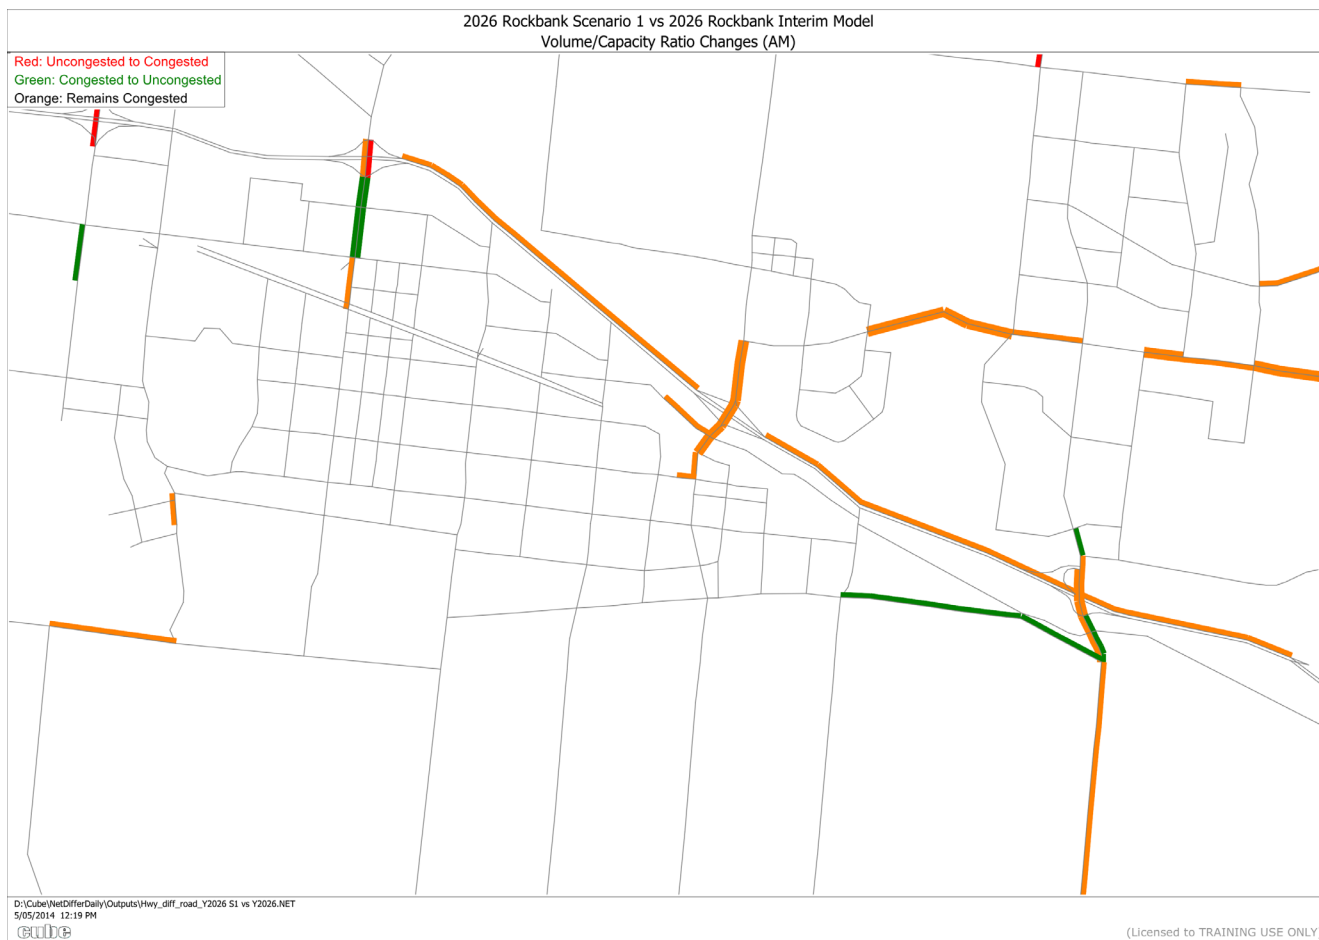 2026 Rockbank Scenario 1 vs 2026 Rockbank Interim Model
Volume/Capacity Ratio Changes (AM)
Red: Uncongested to Congested
Green: Congested to Uncongested
Orange: Remains Congested
D:\Cube\NetDifferDaily\Outputs\Hwy_diff_road_Y2026 S1 vs Y2026.NET
5/05/2014 12:19 PM
cube
(Licensed to TRAINING USE ONLY